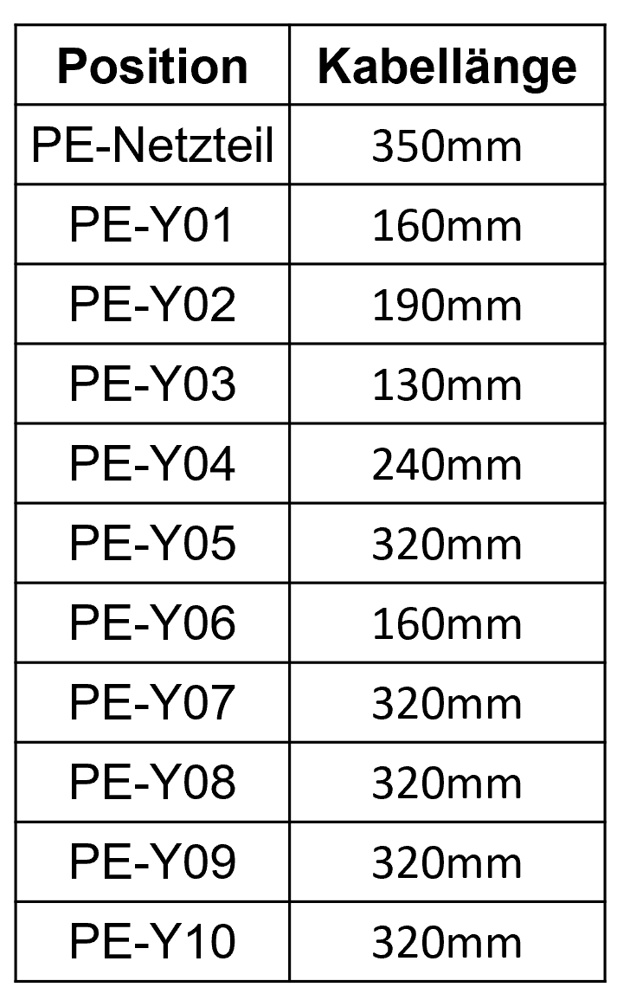 Position Kabellänge
PE-Netzteil 350mm
PE-Y01 160mm
PE-Y02 190mm
PE-Y03 130mm
PE-Y04 240mm
PE-Y05 320mm
PE-Y06 160mm
PE-Y07 320mm
PE-Y08 320mm
PE-Y09 320mm
PE-Y10 320mm